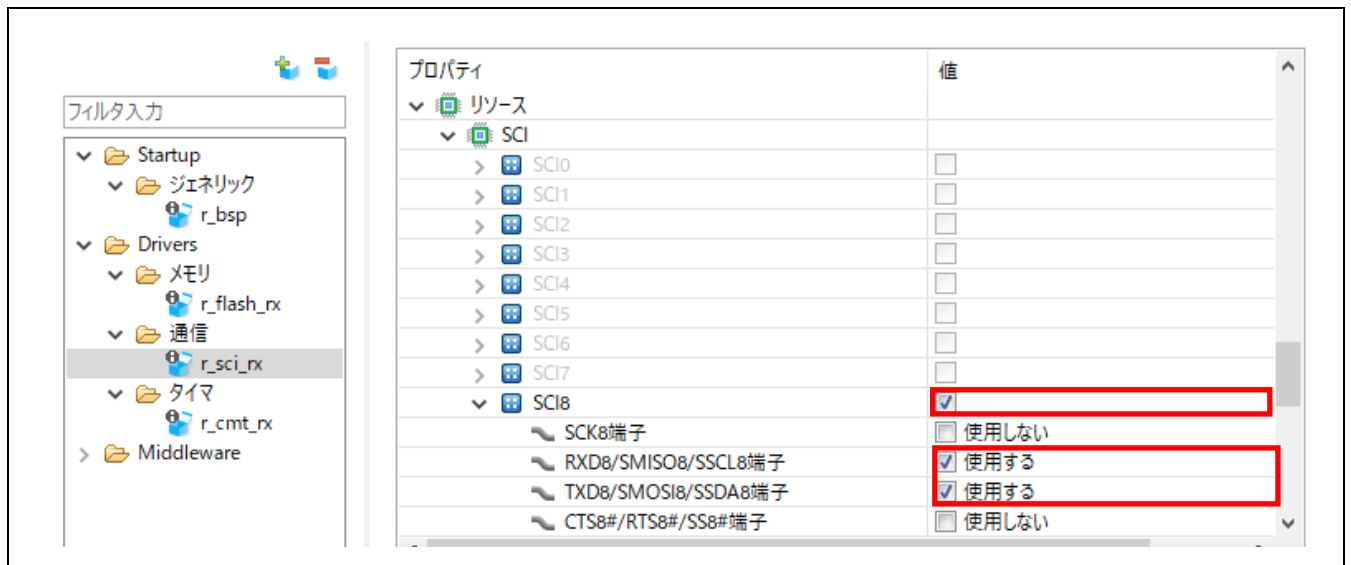 フィルタ入力
Startup
ジェネリック
r_bsp
Drivers
メモリ
r_flash_rx
通信
r_sci_rx
タイマ
r_cmt_rx
Middleware
プロパティ 値
リソース
SCI
SCI0
SCI1
SCI2
SCI3
SCI4
SCI5
SCI6
SCI7
SCI8
SCK8端子 使用しない
RXD8/SMISO8/SSCL8端子 使用する
TXD8/SMOSI8/SSDA8端子 使用する
CTS8#/RTS8#/SS8#端子 使用しない